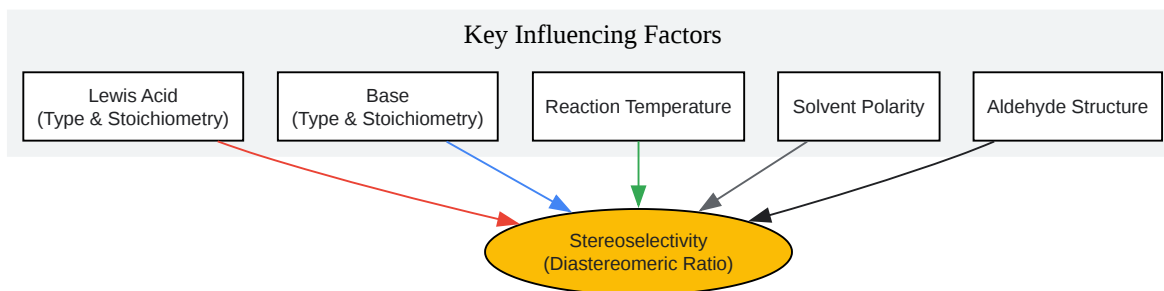 Key Influencing Factors
Lewis Acid
(Type & Stoichiometry)
Base
(Type & Stoichiometry)
Reaction Temperature
Solvent Polarity
Aldehyde Structure
Stereoselectivity
(Diastereomeric Ratio)